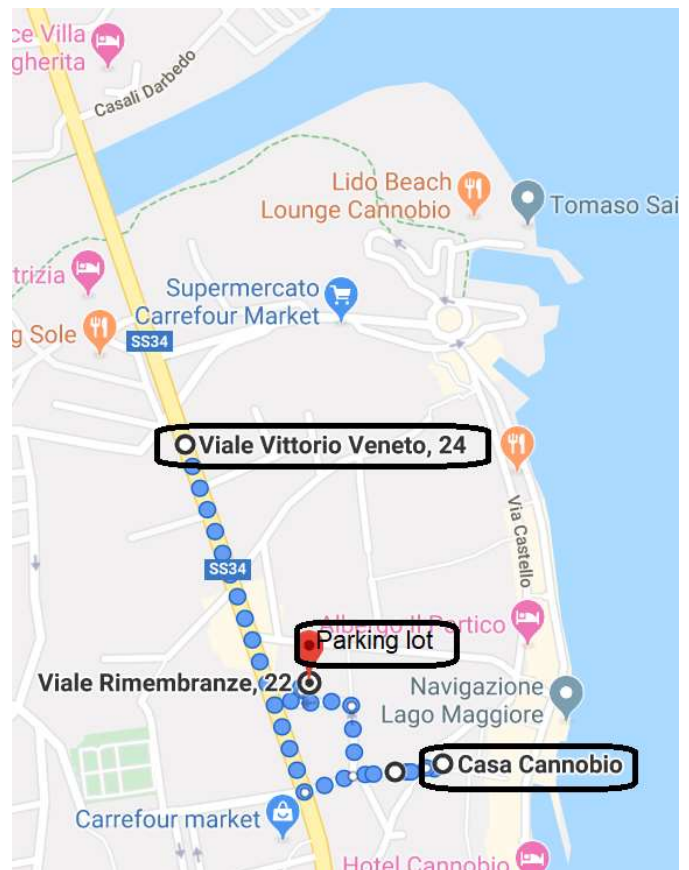 ce Villa
gherita
Casali Darbedo
Lido Beach
Lounge Cannobio
Tomaso Sai
trizia
Supermercato
Carrefour Market
g Sole
SS34
Viale Vittorio Veneto, 24
Via Castello
SS34
Albergo Il Portico
Parking lot
Viale Rimembranze, 22
Navigazione
Lago Maggiore
Casa Cannobio
Carrefour market
Hotel Cannobio